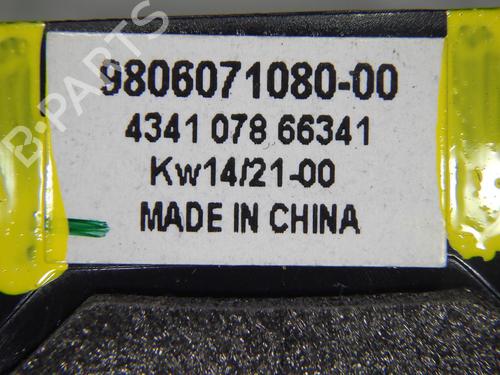 9806071080-00
4341 078 66341
Kw14/21-00
MADE IN CHINA
B-PARTS